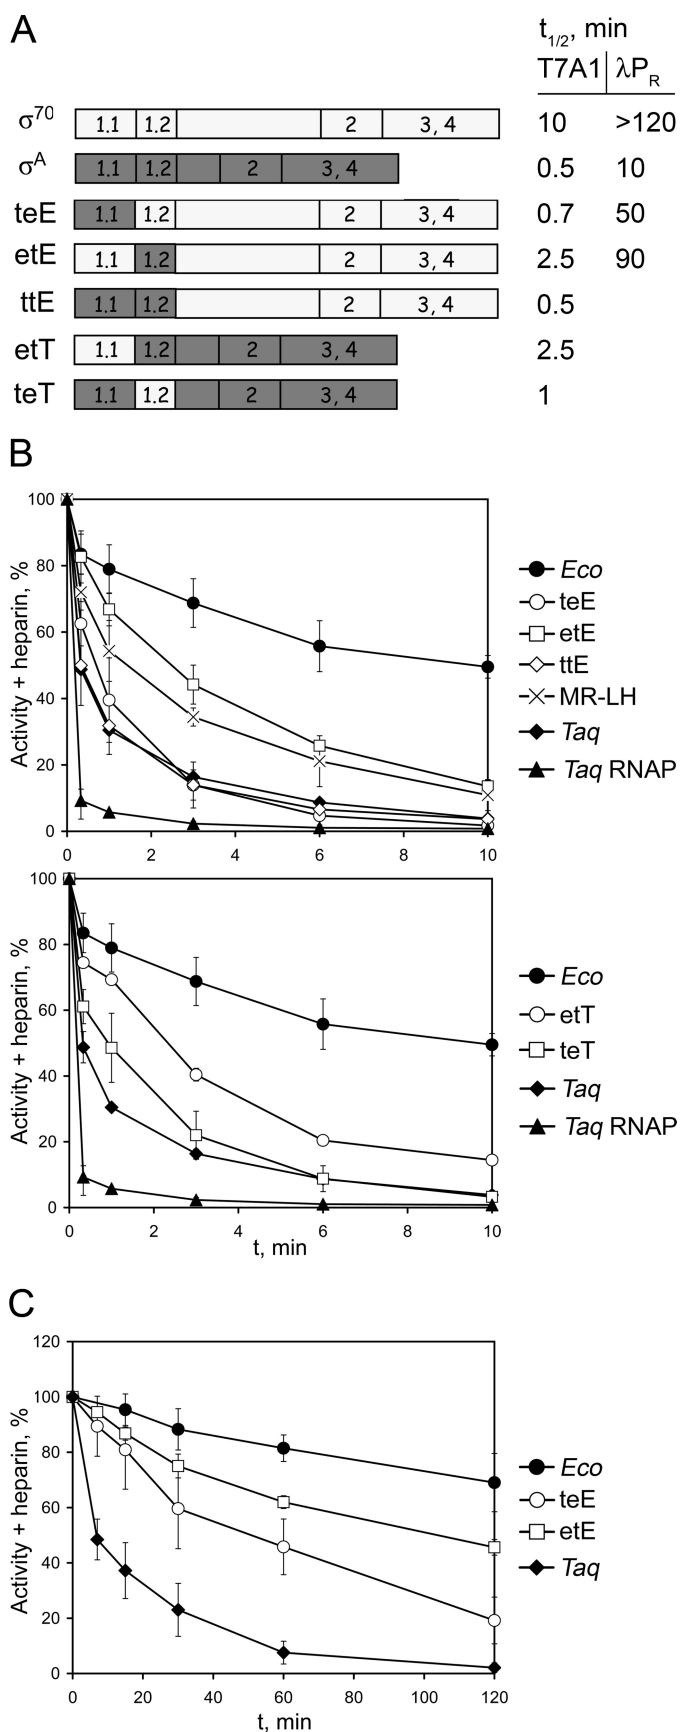 A
t1/2, min
T7A1 λPR
σ70 1.1 1.2 2 3, 4 10 >120
σA 1.1 1.2 2 3, 4 0.5 10
teE 1.1 1.2 2 3, 4 0.7 50
etE 1.1 1.2 2 3, 4 2.5 90
ttE 1.1 1.2 2 3, 4 0.5
etT 1.1 1.2 2 3, 4 2.5
teT 1.1 1.2 2 3, 4 1
B
Activity + heparin, %
100
80
60
40
20
0
0 2 4 6 8 10
Eco
teE
etE
ttE
MR-LH
Taq
Taq RNAP
Activity + heparin, %
100
80
60
40
20
0
0 2 4 6 8 10
t, min
Eco
etT
teT
Taq
Taq RNAP
C
Activity + heparin, %
120
100
80
60
40
20
0
0 20 40 60 80 100 120
t, min
Eco
teE
etE
Taq